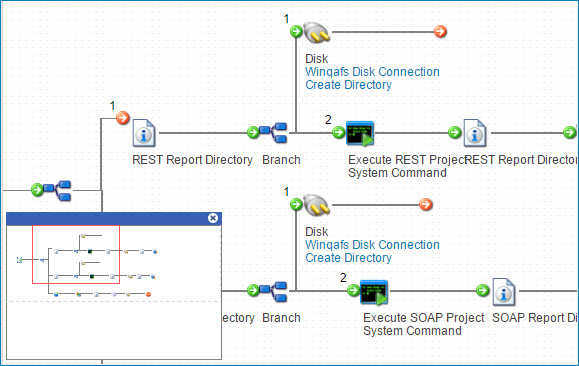 1
Disk
Winqafs Disk Connection
Create Directory
1
2
REST Report Directory
Branch
Execute REST Project
System Command
REST Report Director
1
Disk
Winqafs Disk Connection
Create Directory
2
ectory
Branch
Execute SOAP Project
System Command
SOAP Report Di